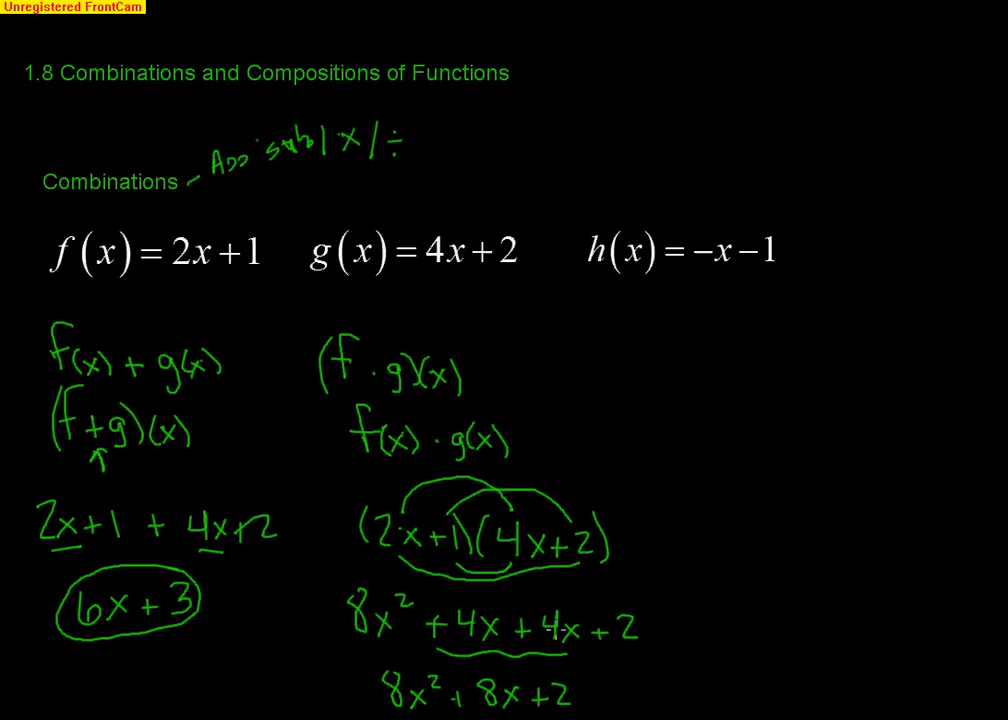 Unregistered FrontCam
1.8 Combinations and Compositions of Functions
Combinations - ADD sub / × / ÷
f(x) = 2x + 1 g(x) = 4x + 2 h(x) = -x - 1
f(x) + g(x)
(f + g)(x)
2x + 1 + 4x + 2
6x + 3
(f · g)(x)
f(x) · g(x)
(2x + 1)(4x + 2)
8x² + 4x + 4x + 2
8x² + 8x + 2